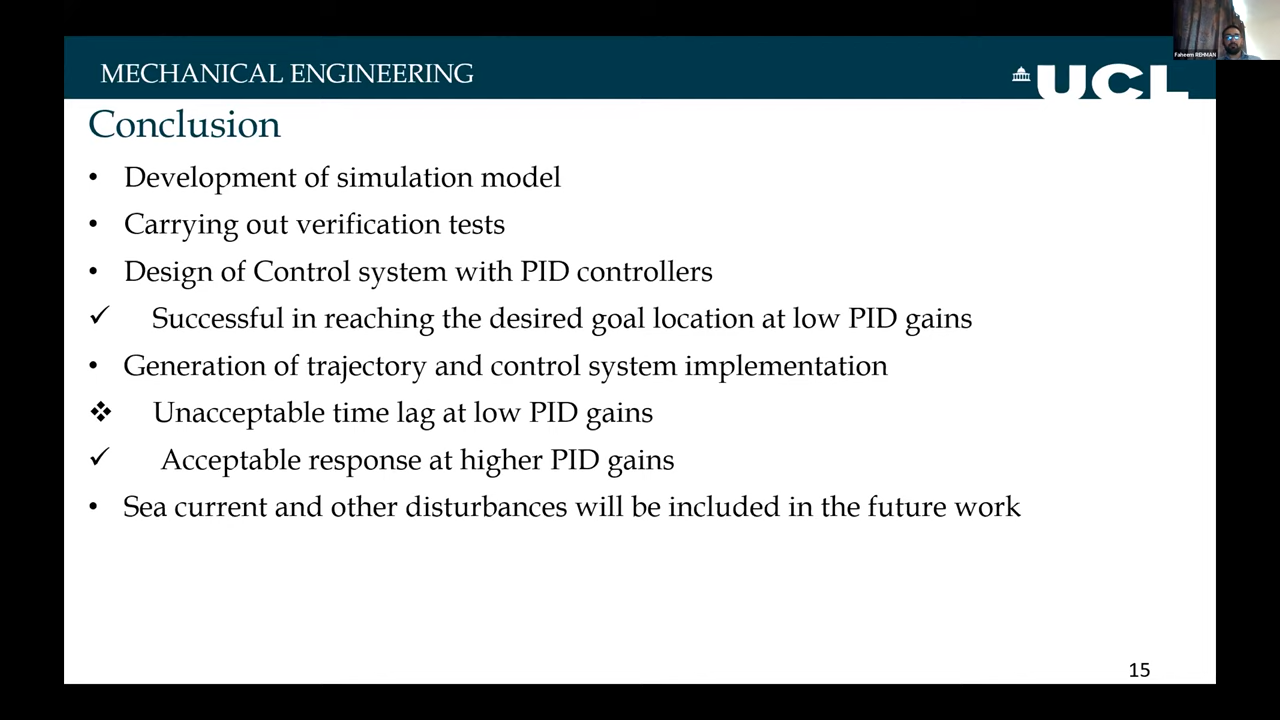 Faheem REHMAN
MECHANICAL ENGINEERING
UCL
Conclusion
• Development of simulation model
• Carrying out verification tests
• Design of Control system with PID controllers
✓ Successful in reaching the desired goal location at low PID gains
• Generation of trajectory and control system implementation
❖ Unacceptable time lag at low PID gains
✓ Acceptable response at higher PID gains
• Sea current and other disturbances will be included in the future work
15